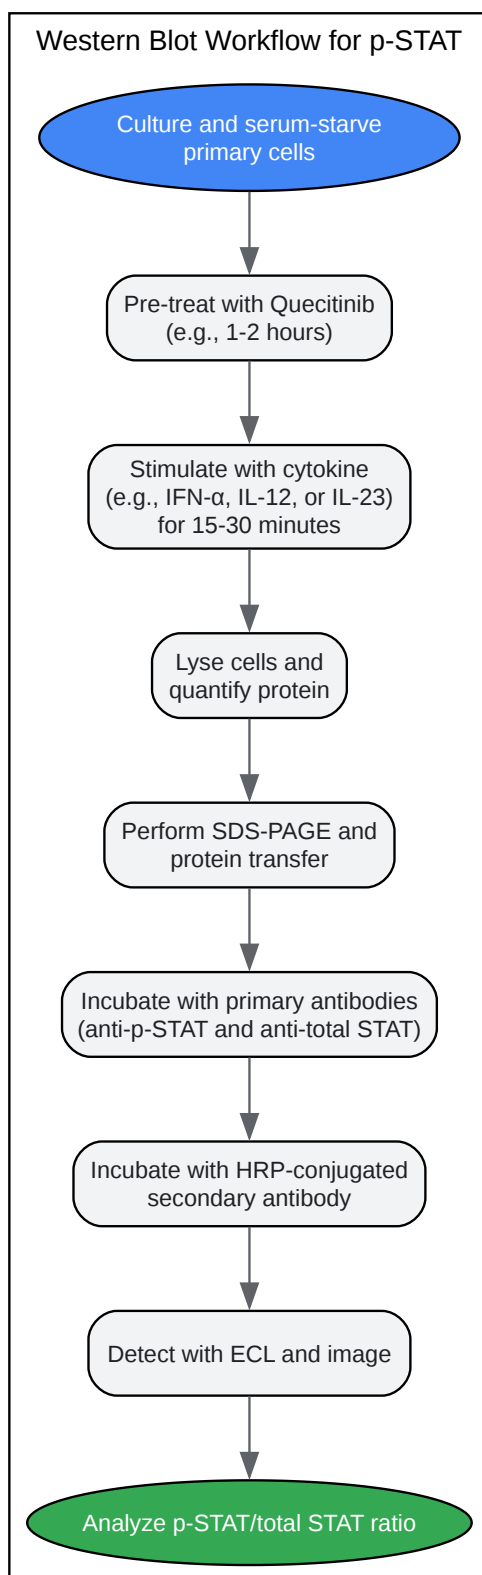 Western Blot Workflow for p-STAT
Culture and serum-starve
primary cells
Pre-treat with Quecitinib
(e.g., 1-2 hours)
Stimulate with cytokine
(e.g., IFN-α, IL-12, or IL-23)
for 15-30 minutes
Lyse cells and
quantify protein
Perform SDS-PAGE and
protein transfer
Incubate with primary antibodies
(anti-p-STAT and anti-total STAT)
Incubate with HRP-conjugated
secondary antibody
Detect with ECL and image
Analyze p-STAT/total STAT ratio